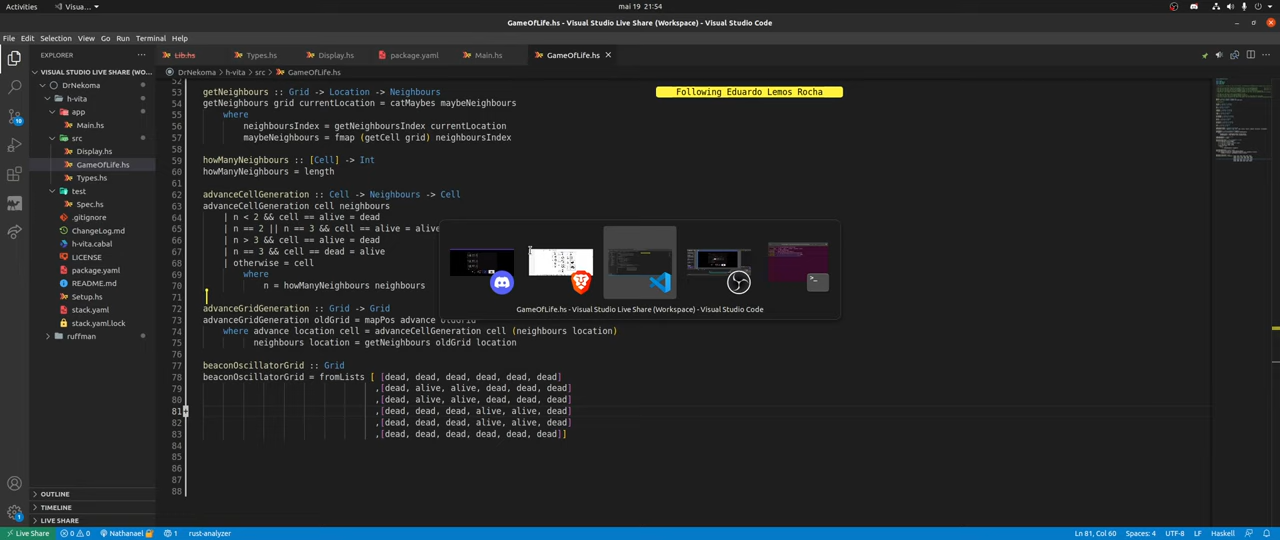 Activities
Visua...
mai 19 21:54
GameOfLife.hs - Visual Studio Live Share (Workspace) - Visual Studio Code
File Edit Selection View Go Run Terminal Help
EXPLORER
Lib.hs
Types.hs
Display.hs
package.yaml
Main.hs
GameOfLife.hs
VISUAL STUDIO LIVE SHARE (WO...
DrNekoma > h-vita > src > GameOfLife.hs
DrNekoma
h-vita
app
Main.hs
src
Display.hs
GameOfLife.hs
Types.hs
test
Spec.hs
.gitignore
ChangeLog.md
h-vita.cabal
LICENSE
package.yaml
README.md
Setup.hs
stack.yaml
stack.yaml.lock
ruffman
OUTLINE
TIMELINE
LIVE SHARE
10
1
Following Eduardo Lemos Rocha
52
53 getNeighbours :: Grid -> Location -> Neighbours
54 getNeighbours grid currentLocation = catMaybes maybeNeighbours
55 where
56 neighboursIndex = getNeighboursIndex currentLocation
57 maybeNeighbours = fmap (getCell grid) neighboursIndex
58
59 howManyNeighbours :: [Cell] -> Int
60 howManyNeighbours = length
61
62 advanceCellGeneration :: Cell -> Neighbours -> Cell
63 advanceCellGeneration cell neighbours
64 | n < 2 && cell == alive = dead
65 | n == 2 || n == 3 && cell == alive = alive
66 | n > 3 && cell == alive = dead
67 | n == 3 && cell == dead = alive
68 | otherwise = cell
69 where
70 n = howManyNeighbours neighbours
71
72 advanceGridGeneration :: Grid -> Grid
73 advanceGridGeneration oldGrid = mapPos advance oldGrid
74 where advance location cell = advanceCellGeneration cell (neighbours location)
75 neighbours location = getNeighbours oldGrid location
76
77 beaconOscillatorGrid :: Grid
78 beaconOscillatorGrid = fromLists [ [dead, dead, dead, dead, dead, dead]
79 ,[dead, alive, alive, dead, dead, dead]
80 ,[dead, alive, alive, dead, dead, dead]
81 ,[dead, dead, dead, alive, alive, dead]
82 ,[dead, dead, dead, alive, alive, dead]
83 ,[dead, dead, dead, dead, dead, dead]]
84
85
86
87
88
GameOfLife.hs - Visual Studio Live Share (Workspace) - Visual Studio Code
Live Share
0 0
Nathanael
1
rust-analyzer
Ln 81, Col 60
Spaces: 4
UTF-8
LF
Haskell